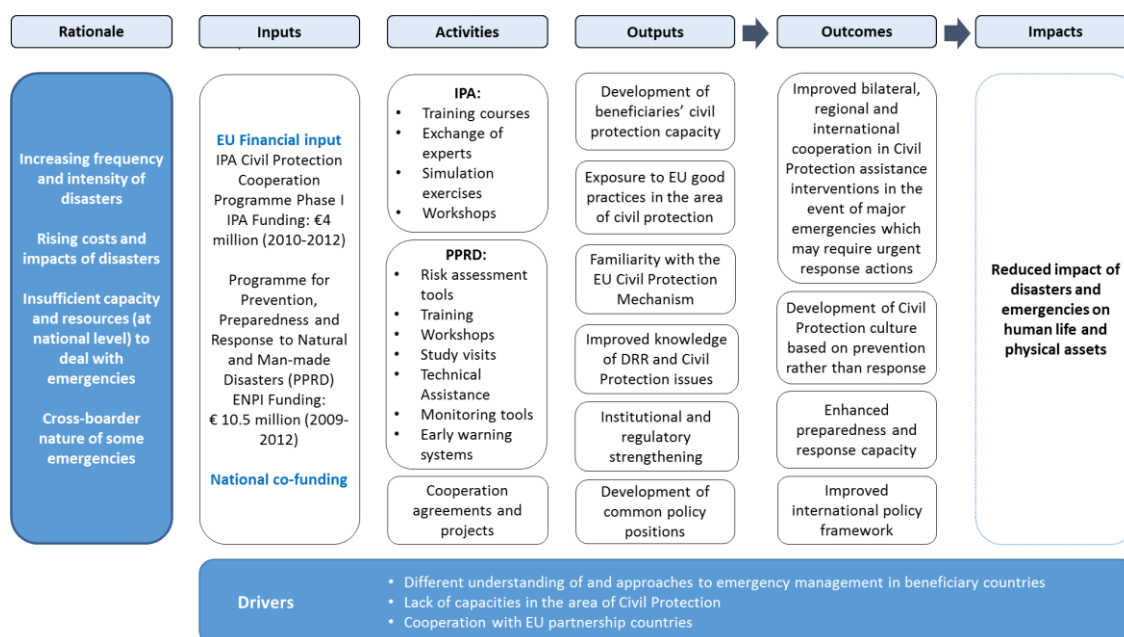 Rationale
Inputs
Activities
Outputs
Outcomes
Impacts
Increasing frequency
and intensity of
disasters
Rising costs and
impacts of disasters
Insufficient capacity
and resources (at
national level) to
deal with
emergencies
Cross-boarder
nature of some
emergencies
EU Financial input
IPA Civil Protection
Cooperation
Programme Phase I
IPA Funding: €4
million (2010-2012)
Programme for
Prevention,
Preparedness and
Response to Natural
and Man-made
Disasters (PPRD)
ENPI Funding:
€ 10.5 million (2009-
2012)
National co-funding
IPA:
• Training courses
• Exchange of
experts
• Simulation
exercises
• Workshops
PPRD:
• Risk assessment
tools
• Training
• Workshops
• Study visits
• Technical
Assistance
• Monitoring tools
• Early warning
systems
Cooperation
agreements and
projects
Development of
beneficiaries’ civil
protection capacity
Exposure to EU good
practices in the area
of civil protection
Familiarity with the
EU Civil Protection
Mechanism
Improved knowledge
of DRR and Civil
Protection issues
Institutional and
regulatory
strengthening
Development of
common policy
positions
Improved bilateral,
regional and
international
cooperation in Civil
Protection assistance
interventions in the
event of major
emergencies which
may require urgent
response actions
Development of Civil
Protection culture
based on prevention
rather than response
Enhanced
preparedness and
response capacity
Improved
international policy
framework
Reduced impact of
disasters and
emergencies on
human life and
physical assets
Drivers
• Different understanding of and approaches to emergency management in beneficiary countries
• Lack of capacities in the area of Civil Protection
• Cooperation with EU partnership countries